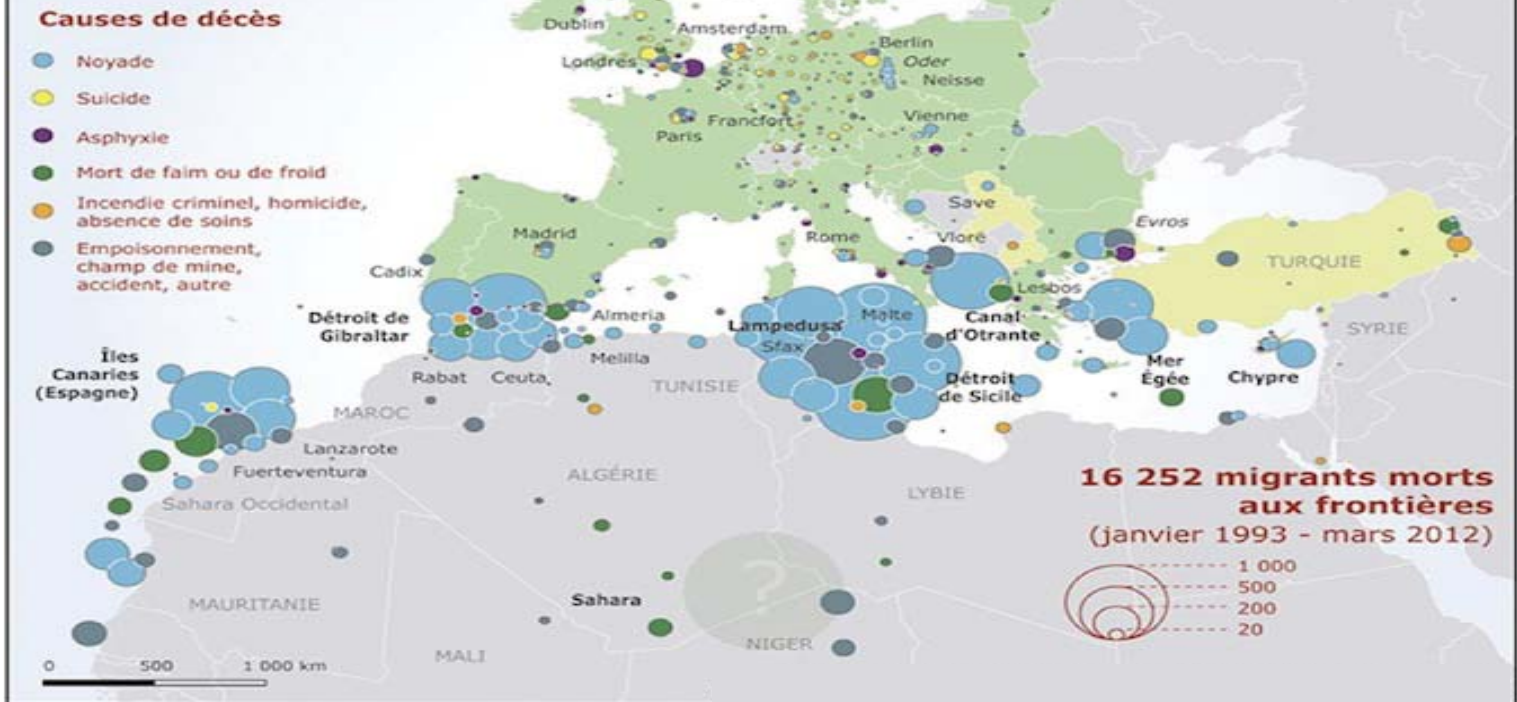 Causes de décès
Noyade
Suicide
Asphyxie
Mort de faim ou de froid
Incendie criminel, homicide,
absence de soins
Empoisonnement,
champ de mine,
accident, autre
Dublin
Amsterdam
Londres
Berlin
Oder
Neisse
Paris
Francfort
Vienne
Madrid
Rome
Save
Vlorë
Evros
TURQUIE
Cadix
Détroit de
Gibraltar
Almeria
Melilla
Lampedusa
Malte
Sfax
Canal
d'Otrante
Lesbos
SYRIE
Îles
Canaries
(Espagne)
Rabat
Ceuta
TUNISIE
Détroit
de Sicile
Mer
Égée
Chypre
MAROC
Lanzarote
Fuerteventura
Sahara Occidental
ALGÉRIE
LYBIE
16 252 migrants morts
aux frontières
(janvier 1993 - mars 2012)
1 000
500
200
20
?
Sahara
MAURITANIE
MALI
NIGER
0 500 1 000 km